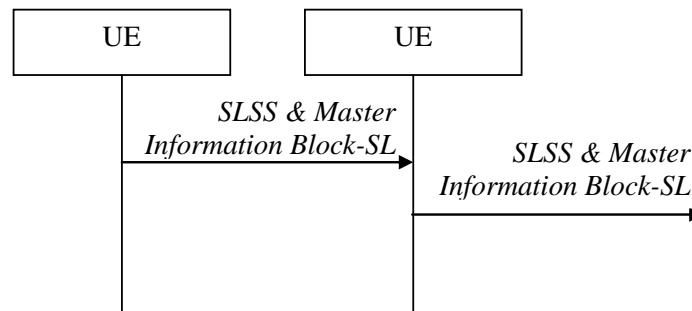 UE
UE
SLSS & Master
Information Block-SL
SLSS & Master
Information Block-SL